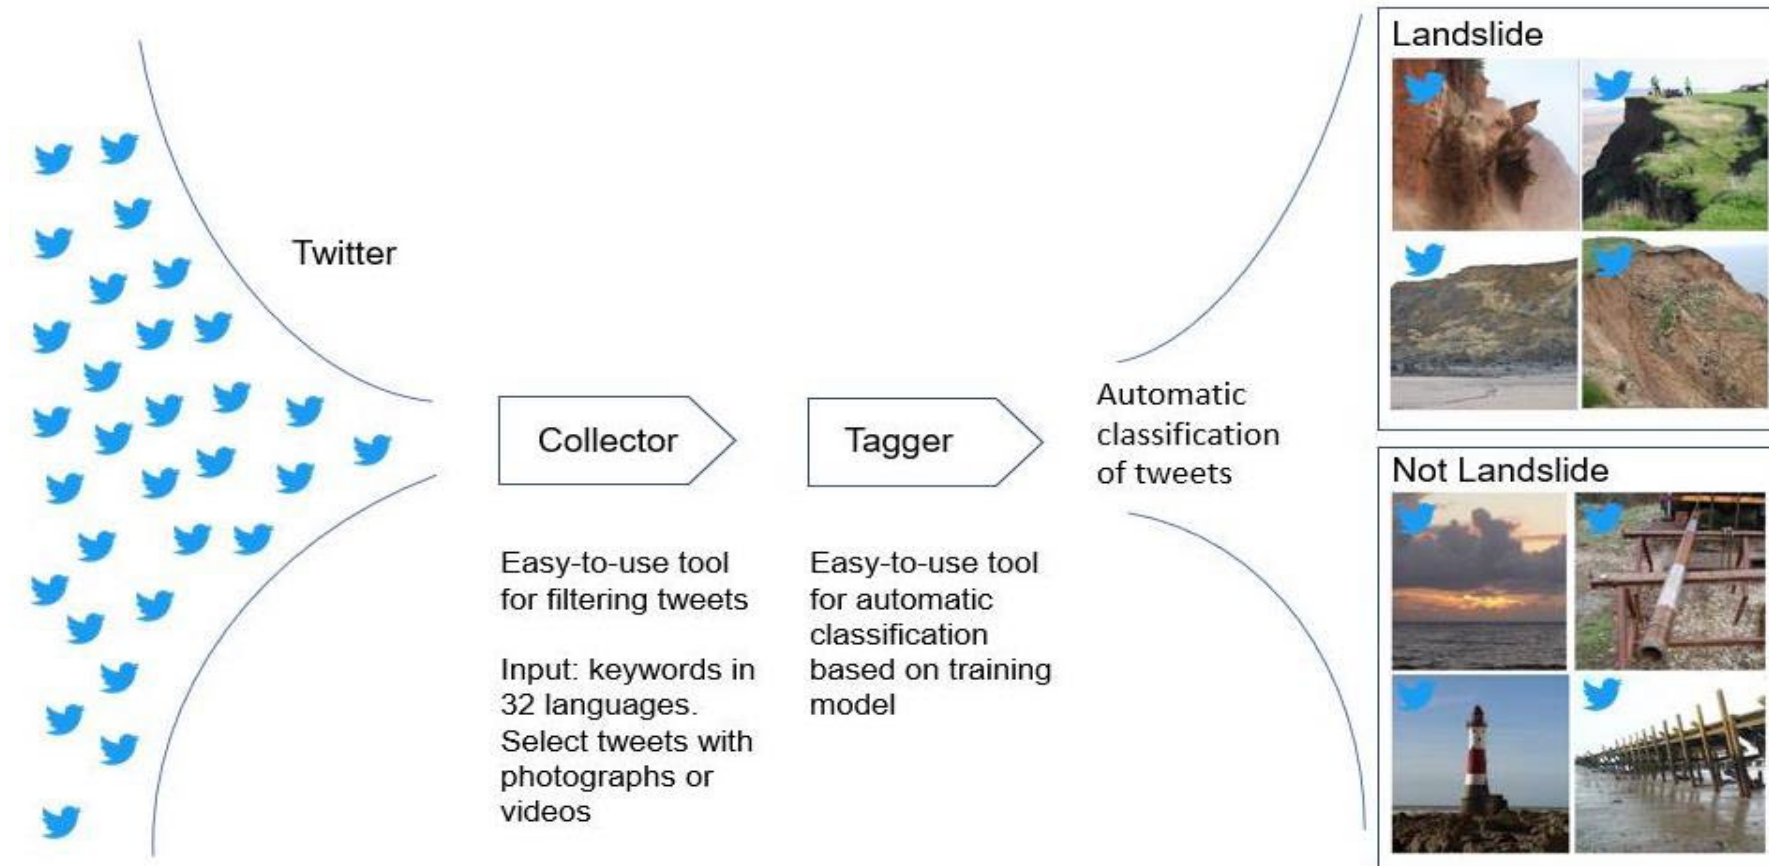 Twitter
Collector
Easy-to-use tool
for filtering tweets
Input: keywords in
32 languages.
Select tweets with
photographs or
videos
Tagger
Easy-to-use tool
for automatic
classification
based on training
model
Automatic
classification
of tweets
Landslide
Not Landslide